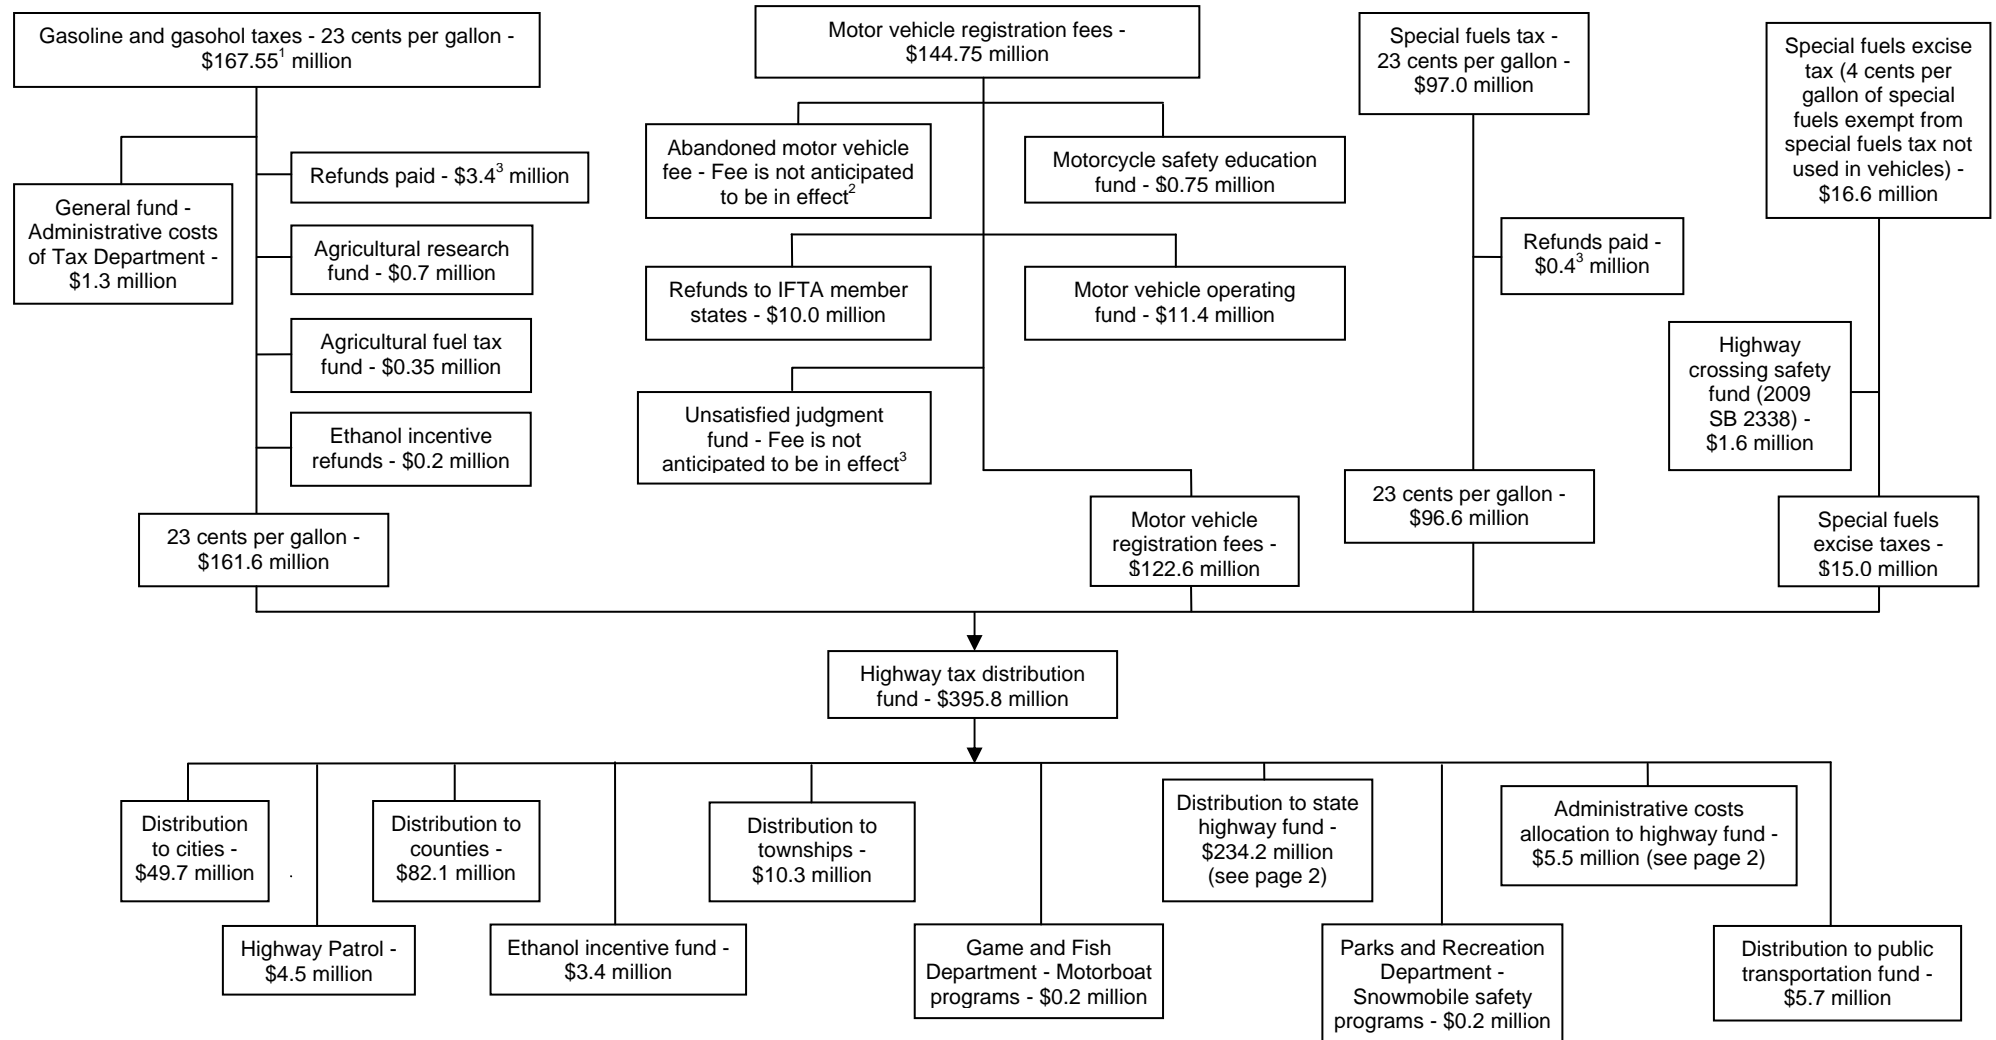 Gasoline and gasohol taxes - 23 cents per gallon -
$167.55¹ million
Motor vehicle registration fees -
$144.75 million
Special fuels tax -
23 cents per gallon -
$97.0 million
Special fuels excise
tax (4 cents per
gallon of special
fuels exempt from
special fuels tax not
used in vehicles) -
$16.6 million
General fund -
Administrative costs
of Tax Department -
$1.3 million
Refunds paid - $3.4³ million
Agricultural research
fund - $0.7 million
Agricultural fuel tax
fund - $0.35 million
Ethanol incentive
refunds - $0.2 million
23 cents per gallon -
$161.6 million
Abandoned motor vehicle
fee - Fee is not anticipated
to be in effect²
Motorcycle safety education
fund - $0.75 million
Refunds to IFTA member
states - $10.0 million
Motor vehicle operating
fund - $11.4 million
Unsatisfied judgment
fund - Fee is not
anticipated to be in effect³
Motor vehicle
registration fees -
$122.6 million
Refunds paid -
$0.4³ million
23 cents per gallon -
$96.6 million
Highway
crossing safety
fund (2009
SB 2338) -
$1.6 million
Special fuels
excise taxes -
$15.0 million
Highway tax distribution
fund - $395.8 million
Distribution
to cities -
$49.7 million
.
Highway Patrol -
$4.5 million
Distribution to
counties -
$82.1 million
Ethanol incentive fund -
$3.4 million
Distribution to
townships -
$10.3 million
Game and Fish
Department - Motorboat
programs - $0.2 million
Distribution to state
highway fund -
$234.2 million
(see page 2)
Parks and Recreation
Department -
Snowmobile safety
programs - $0.2 million
Administrative costs
allocation to highway fund -
$5.5 million (see page 2)
Distribution to public
transportation fund -
$5.7 million